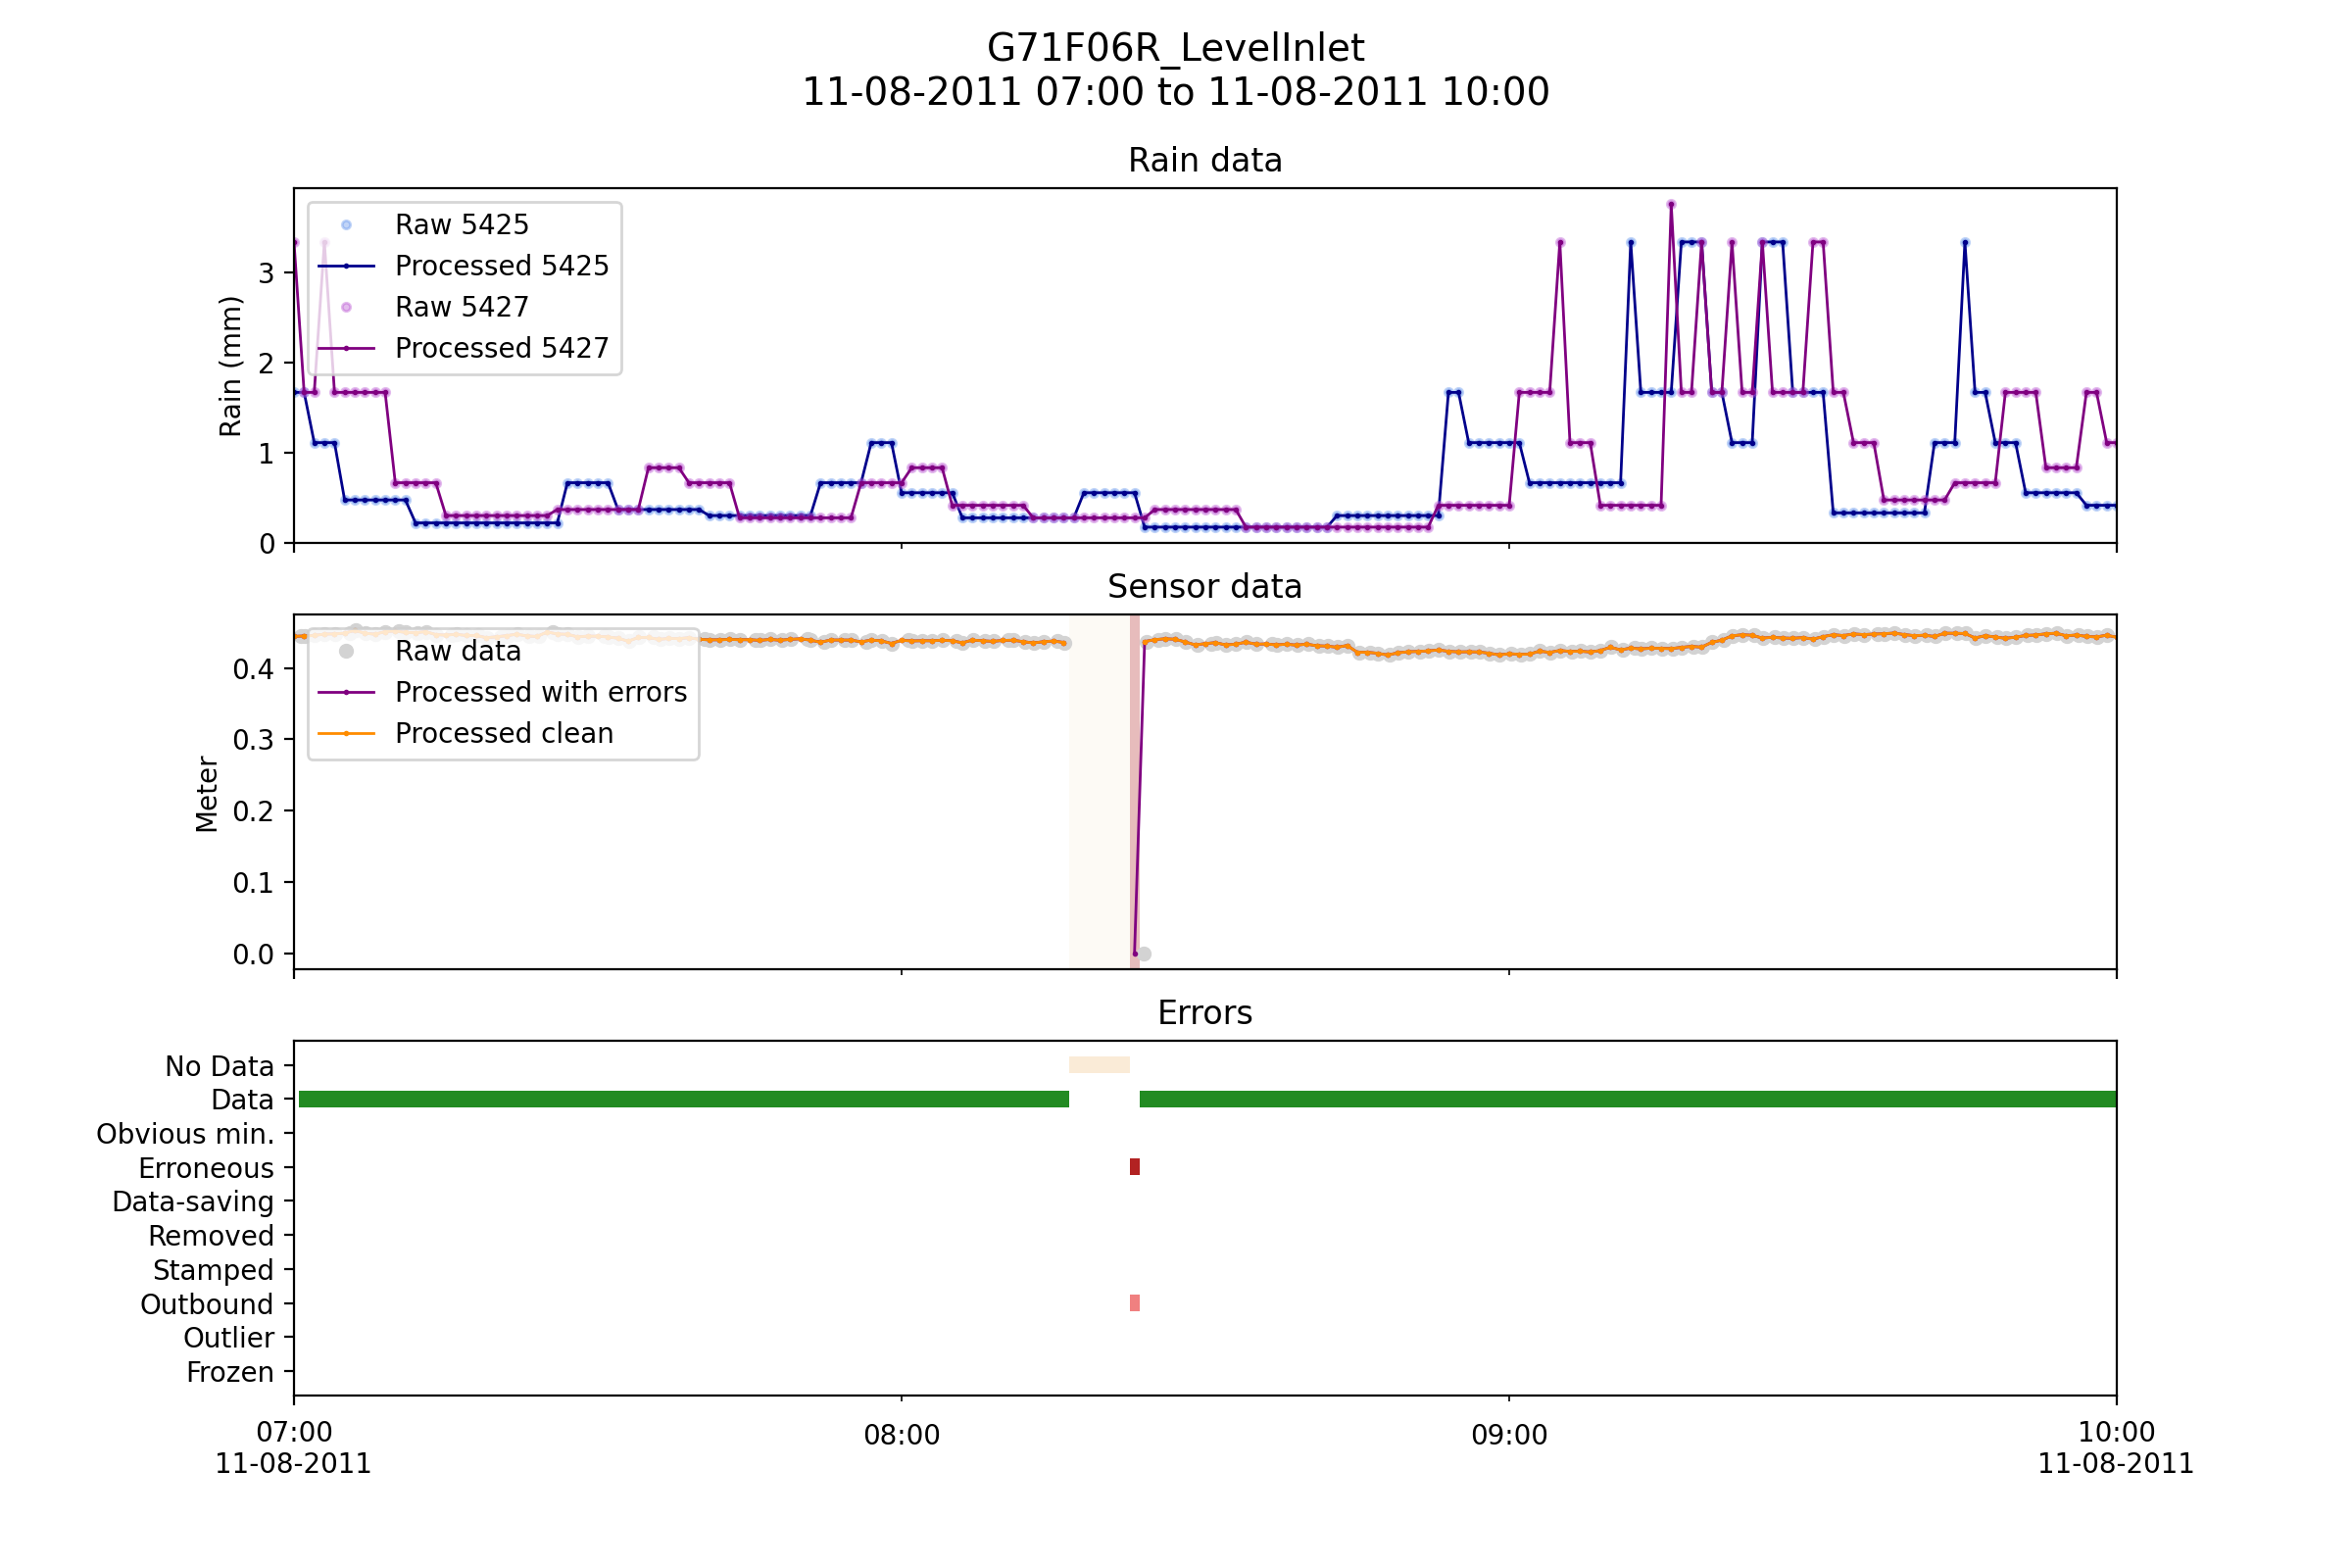 G71F06R_LevelInlet
11-08-2011 07:00 to 11-08-2011 10:00
Rain data
Rain (mm)
3
2
1
0
Raw 5425
Processed 5425
Raw 5427
Processed 5427
Sensor data
Meter
0.4
0.3
0.2
0.1
0.0
Raw data
Processed with errors
Processed clean
Errors
No Data
Data
Obvious min.
Erroneous
Data-saving
Removed
Stamped
Outbound
Outlier
Frozen
07:00
11-08-2011
08:00
09:00
10:00
11-08-2011